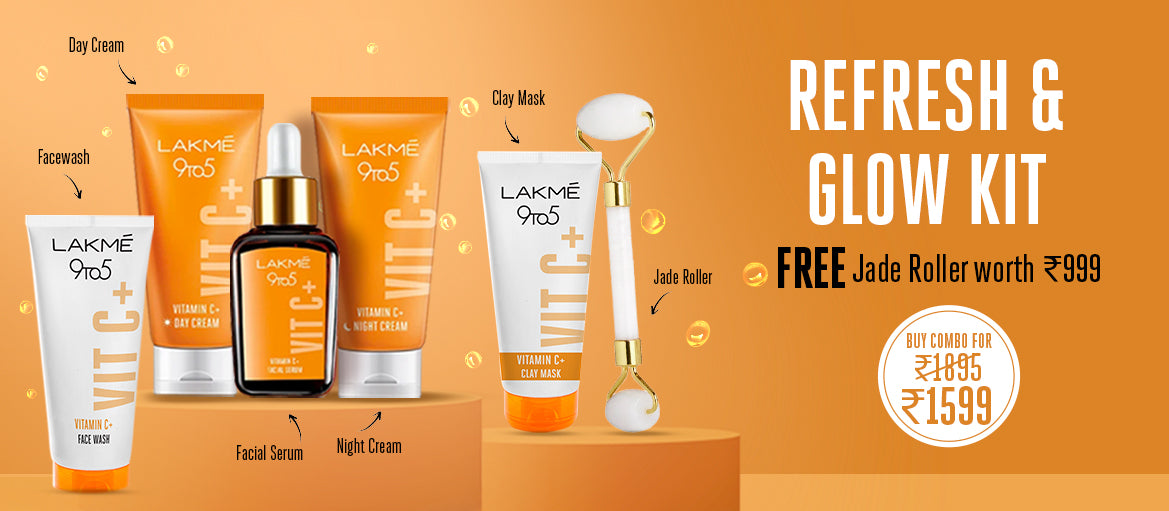 Day Cream
Facewash
LAKMÉ
9to5
VIT C+
VITAMIN C+
FACE WASH
LAKMÉ
9to5
VIT C+
VITAMIN C+
DAY CREAM
LAKMÉ
9to5
VIT C+
VITAMIN C+
FACIAL SERUM
Facial Serum
LAKMÉ
9to5
VIT C+
VITAMIN C+
NIGHT CREAM
Night Cream
Clay Mask
LAKMÉ
9to5
VIT C+
VITAMIN C+
CLAY MASK
Jade Roller
REFRESH &
GLOW KIT
FREE Jade Roller worth ₹999
BUY COMBO FOR
₹1895
₹1599